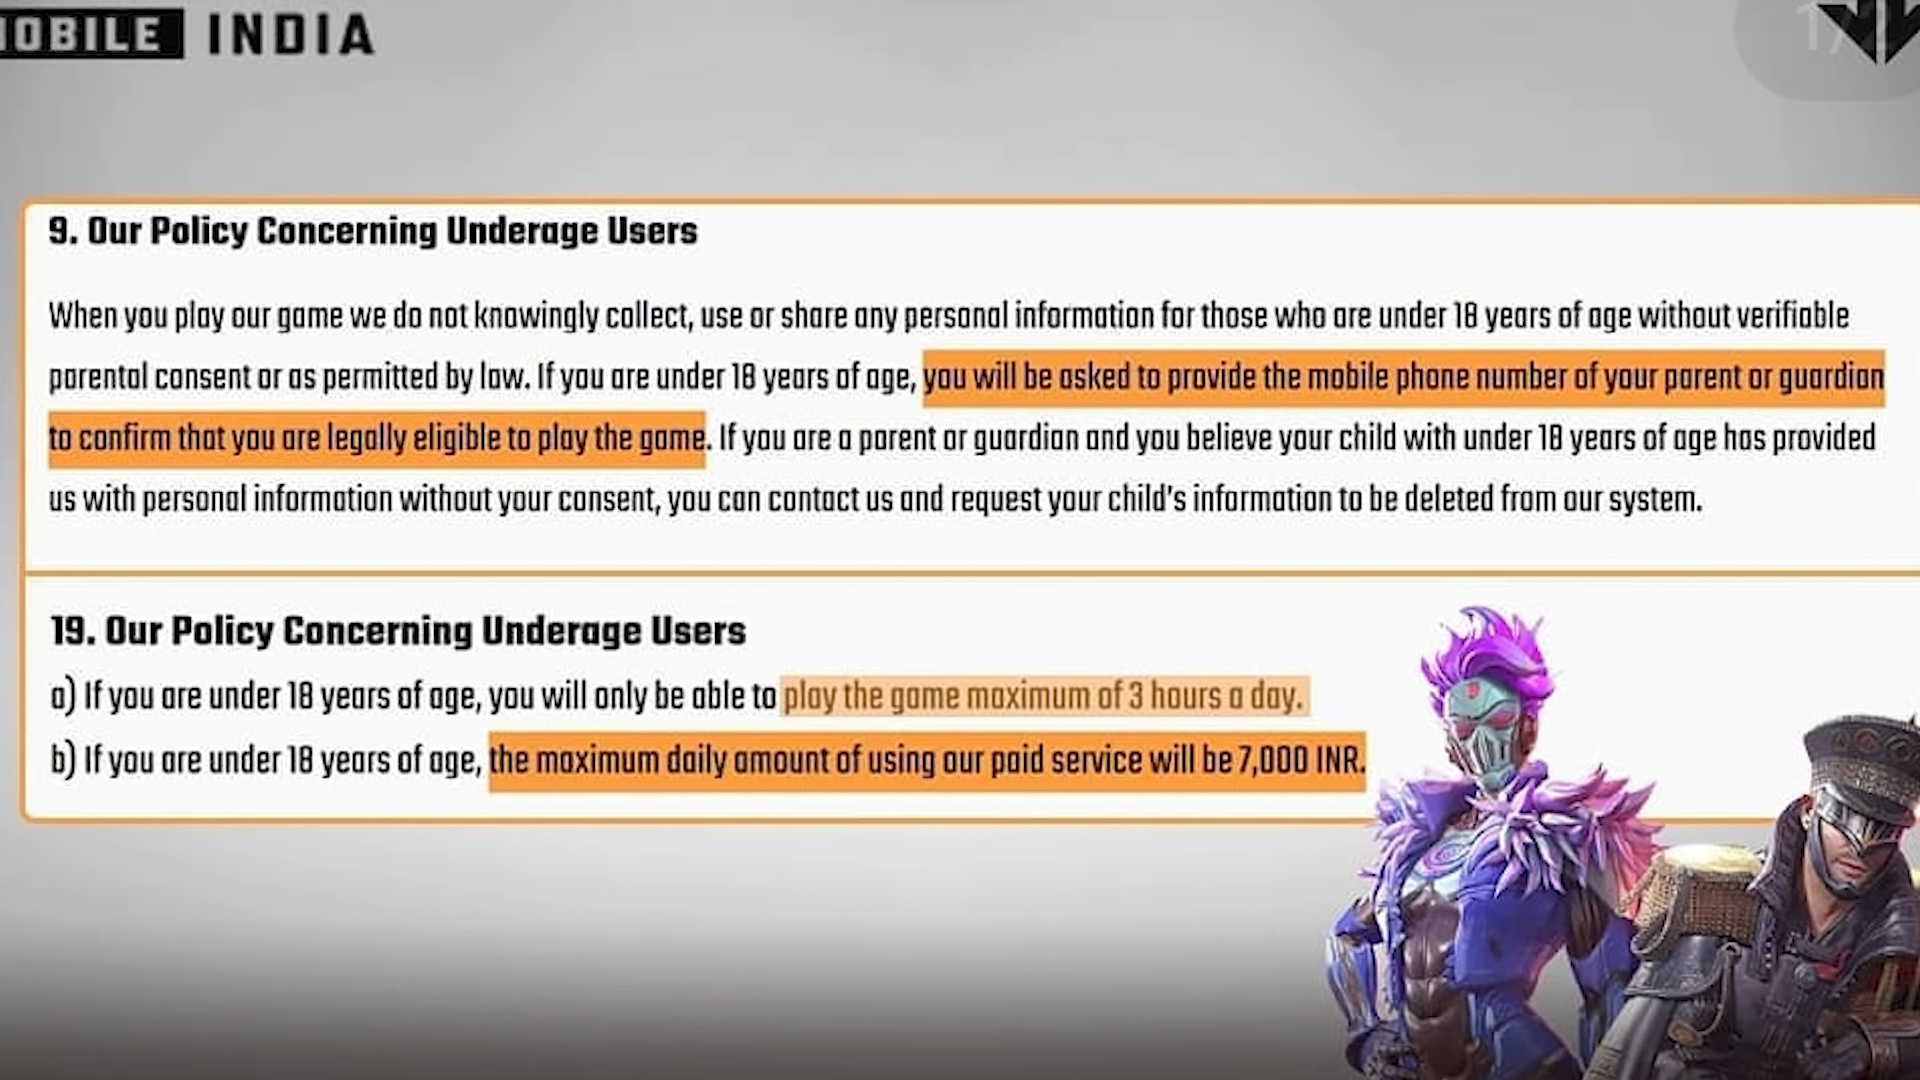 MOBILE INDIA
9. Our Policy Concerning Underage Users
When you play our game we do not knowingly collect, use or share any personal information for those who are under 18 years of age without verifiable
parental consent or as permitted by law. If you are under 18 years of age, you will be asked to provide the mobile phone number of your parent or guardian
to confirm that you are legally eligible to play the game. If you are a parent or guardian and you believe your child with under 18 years of age has provided
us with personal information without your consent, you can contact us and request your child's information to be deleted from our system.
19. Our Policy Concerning Underage Users
a) If you are under 18 years of age, you will only be able to play the game maximum of 3 hours a day.
b) If you are under 18 years of age, the maximum daily amount of using our paid service will be 7,000 INR.